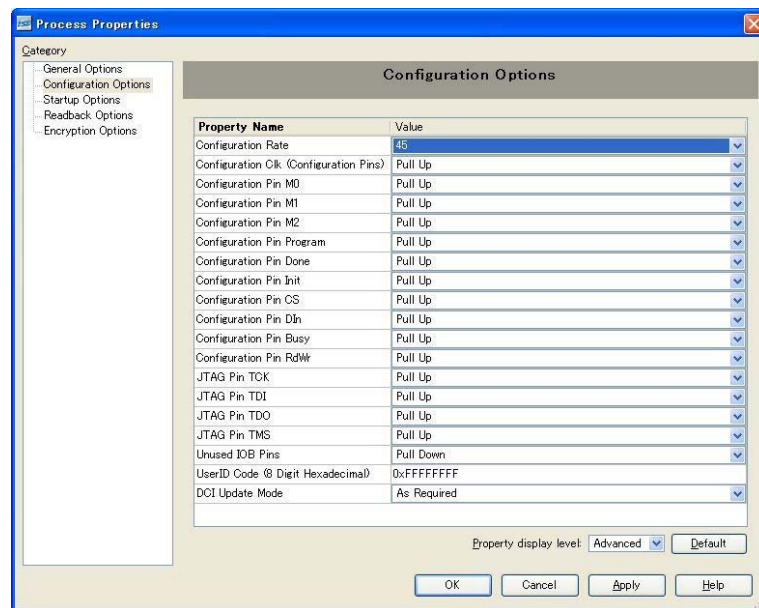 Process Properties
Category
General Options
Configuration Options
Startup Options
Readback Options
Encryption Options
Configuration Options
Property Name Value
Configuration Rate 45
Configuration Clk (Configuration Pins) Pull Up
Configuration Pin M0 Pull Up
Configuration Pin M1 Pull Up
Configuration Pin M2 Pull Up
Configuration Pin Program Pull Up
Configuration Pin Done Pull Up
Configuration Pin Init Pull Up
Configuration Pin CS Pull Up
Configuration Pin DIn Pull Up
Configuration Pin Busy Pull Up
Configuration Pin RdWr Pull Up
JTAG Pin TCK Pull Up
JTAG Pin TDI Pull Up
JTAG Pin TDO Pull Up
JTAG Pin TMS Pull Up
Unused IOB Pins Pull Down
UserID Code (8 Digit Hexadecimal) 0xFFFFFFFF
DCI Update Mode As Required
Property display level: Advanced Default
OK Cancel Apply Help